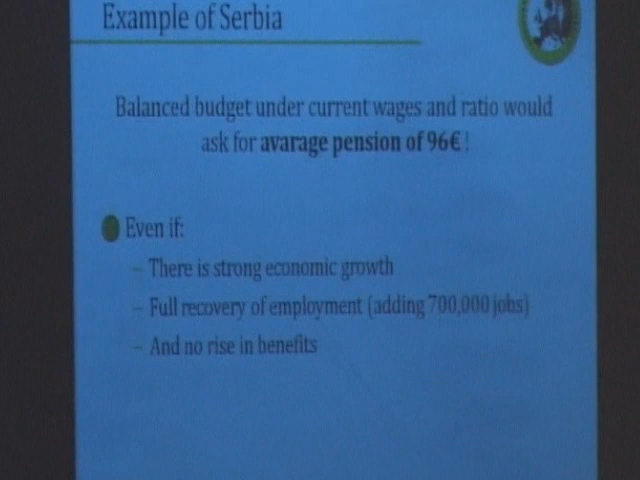 Example of Serbia
Balanced budget under current wages and ratio would
ask for avarage pension of 96€!
Even if:
– There is strong economic growth
– Full recovery of employment (adding 700,000 jobs)
– And no rise in benefits